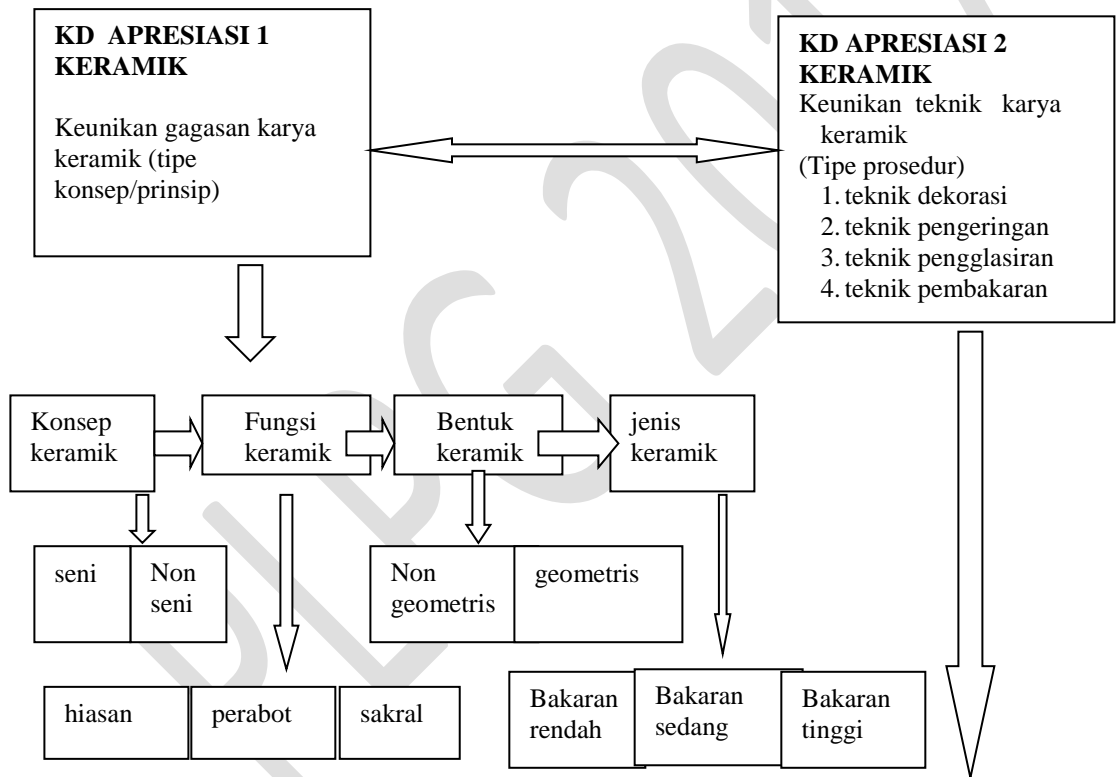 KD APRESIASI 1
KERAMIK
Keunikan gagasan karya
keramik (tipe
konsep/prinsip)
KD APRESIASI 2
KERAMIK
Keunikan teknik karya
keramik
(Tipe prosedur)
1. teknik dekorasi
2. teknik pengeringan
3. teknik pengglasiran
4. teknik pembakaran
Konsep
keramik
Fungsi
keramik
Bentuk
keramik
jenis
keramik
seni
Non
seni
Non
geometris
geometris
hiasan
perabot
sakral
Bakaran
rendah
Bakaran
sedang
Bakaran
tinggi